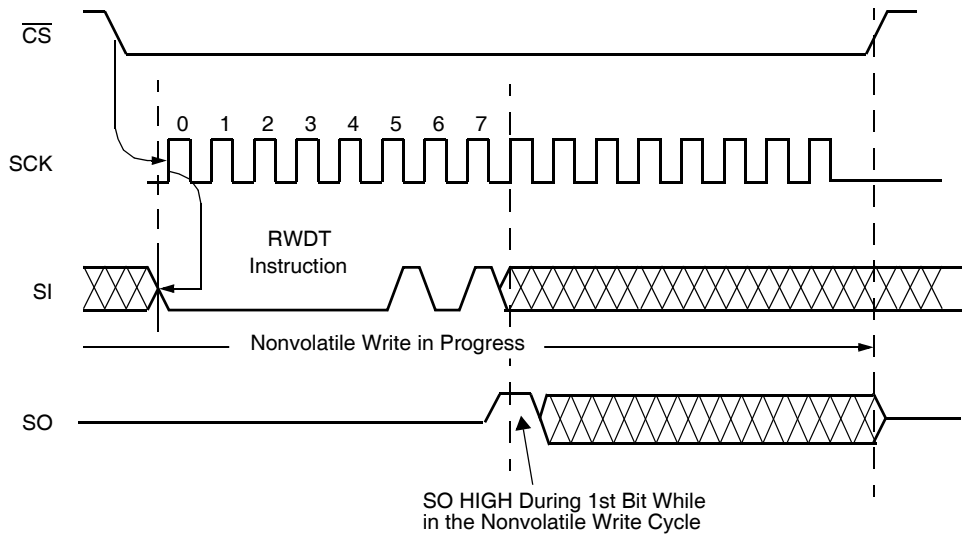 CS
0 1 2 3 4 5 6 7
SCK
RWDT
Instruction
SI
Nonvolatile Write in Progress
SO
SO HIGH During 1st Bit While
in the Nonvolatile Write Cycle